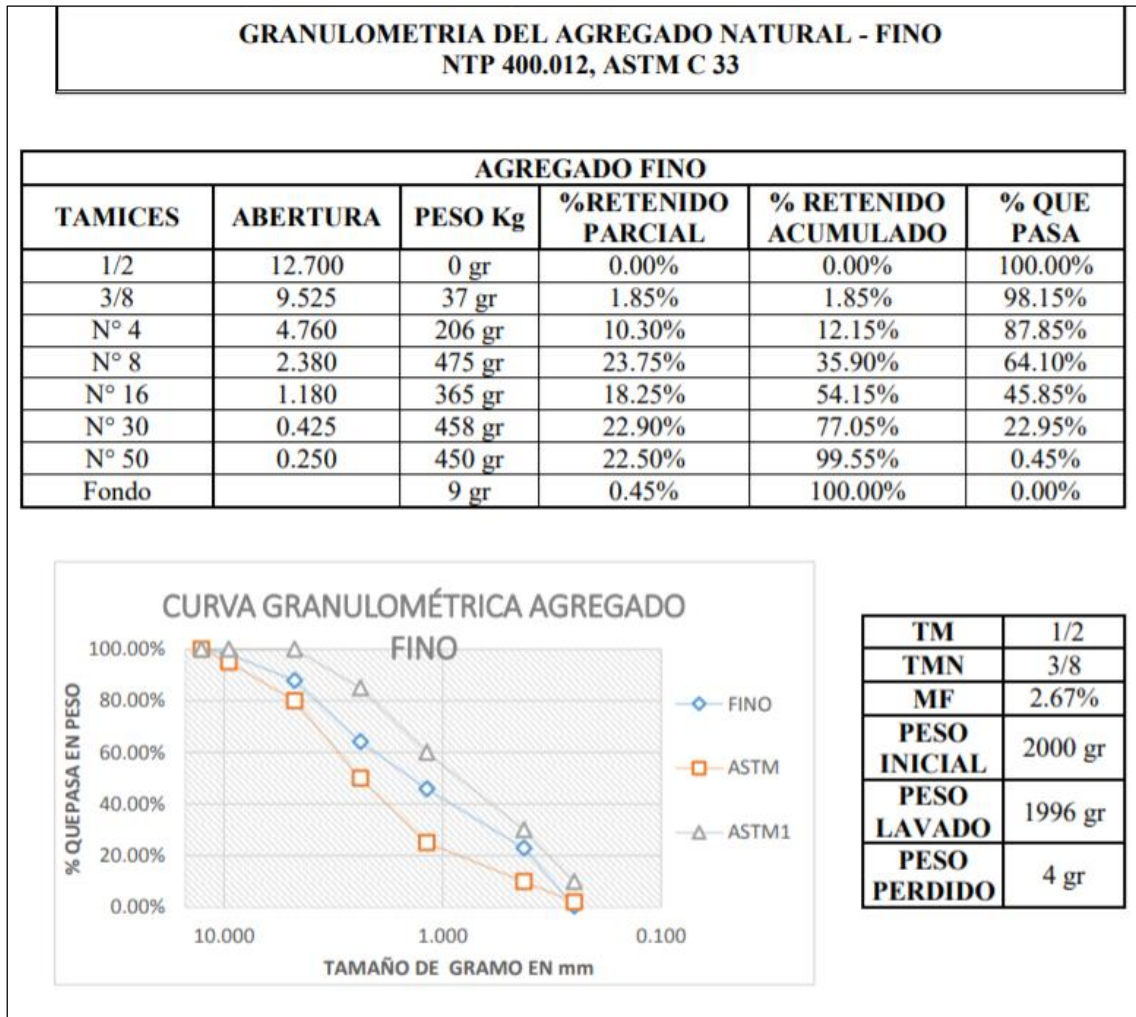 GRANULOMETRIA DEL AGREGADO NATURAL - FINO
NTP 400.012, ASTM C 33
AGREGADO FINO
TAMICES ABERTURA PESO Kg %RETENIDO PARCIAL % RETENIDO ACUMULADO % QUE PASA
1/2 12.700 0 gr 0.00% 0.00% 100.00%
3/8 9.525 37 gr 1.85% 1.85% 98.15%
N° 4 4.760 206 gr 10.30% 12.15% 87.85%
N° 8 2.380 475 gr 23.75% 35.90% 64.10%
N° 16 1.180 365 gr 18.25% 54.15% 45.85%
N° 30 0.425 458 gr 22.90% 77.05% 22.95%
N° 50 0.250 450 gr 22.50% 99.55% 0.45%
Fondo 9 gr 0.45% 100.00% 0.00%
CURVA GRANULOMÉTRICA AGREGADO
FINO
% QUEPASA EN PESO
100.00%
80.00%
60.00%
40.00%
20.00%
0.00%
10.000 1.000 0.100
TAMAÑO DE GRAMO EN mm
FINO
ASTM
ASTM1
TM 1/2
TMN 3/8
MF 2.67%
PESO INICIAL 2000 gr
PESO LAVADO 1996 gr
PESO PERDIDO 4 gr